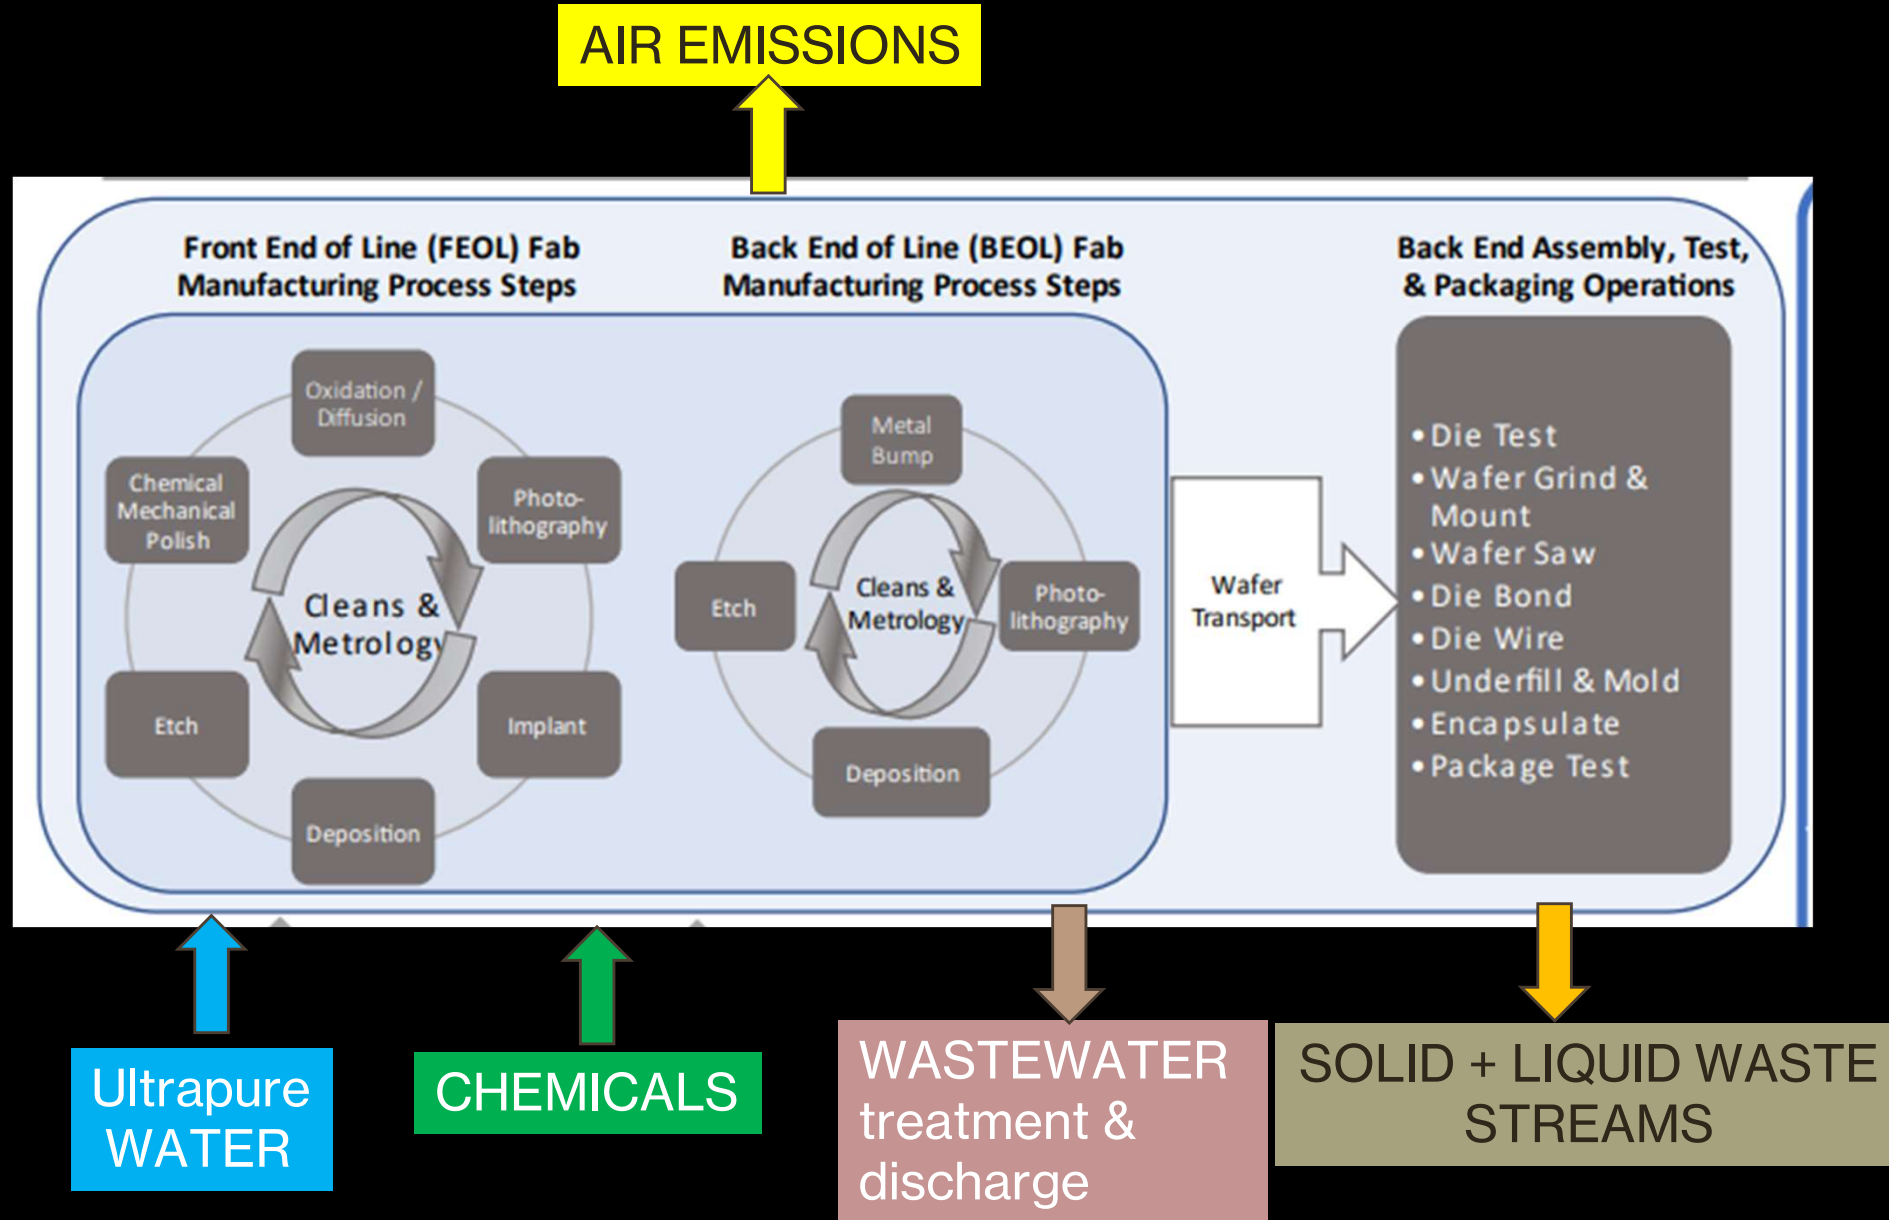 AIR EMISSIONS
Front End of Line (FEOL) Fab
Manufacturing Process Steps
Back End of Line (BEOL) Fab
Manufacturing Process Steps
Back End Assembly, Test,
& Packaging Operations
Oxidation /
Diffusion
Photo-
lithography
Implant
Deposition
Etch
Chemical
Mechanical
Polish
Cleans &
Metrology
Metal
Bump
Photo-
lithography
Deposition
Etch
Cleans &
Metrology
Wafer
Transport
• Die Test
• Wafer Grind &
Mount
• Wafer Saw
• Die Bond
• Die Wire
• Underfill & Mold
• Encapsulate
• Package Test
Ultrapure
WATER
CHEMICALS
WASTEWATER
treatment &
discharge
SOLID + LIQUID WASTE
STREAMS